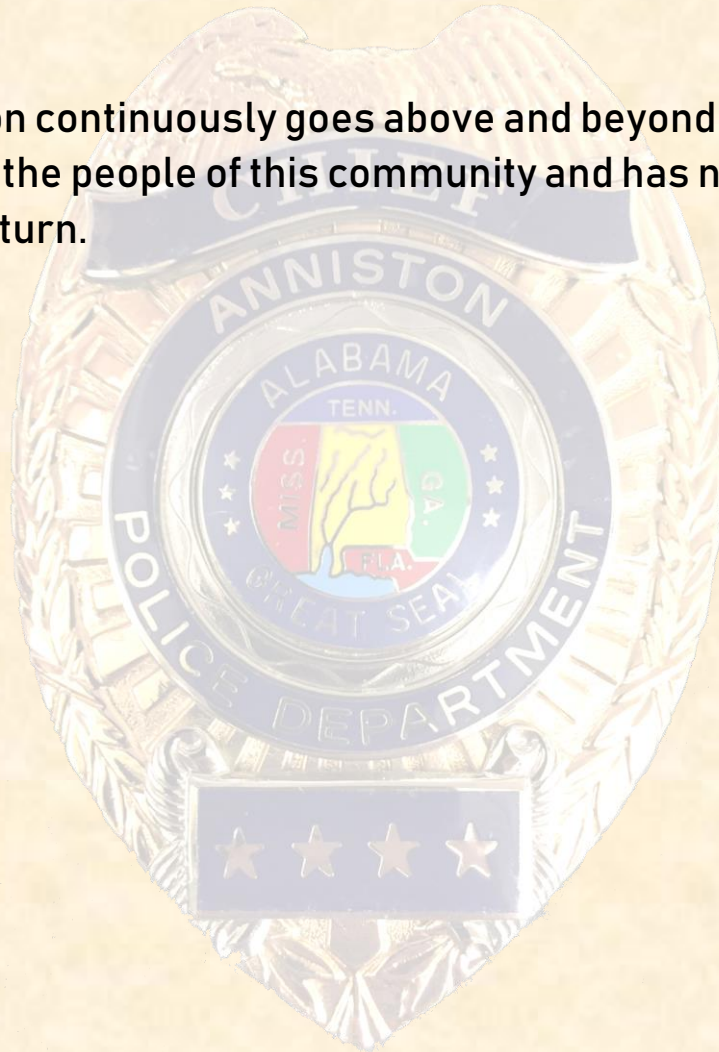 on continuously goes above and beyond
the people of this community and has n
turn.
CHIEF
ANNISTON
ALABAMA
TENN.
MISS.
GA.
FLA.
GREAT SEAL
POLICE DEPARTMENT